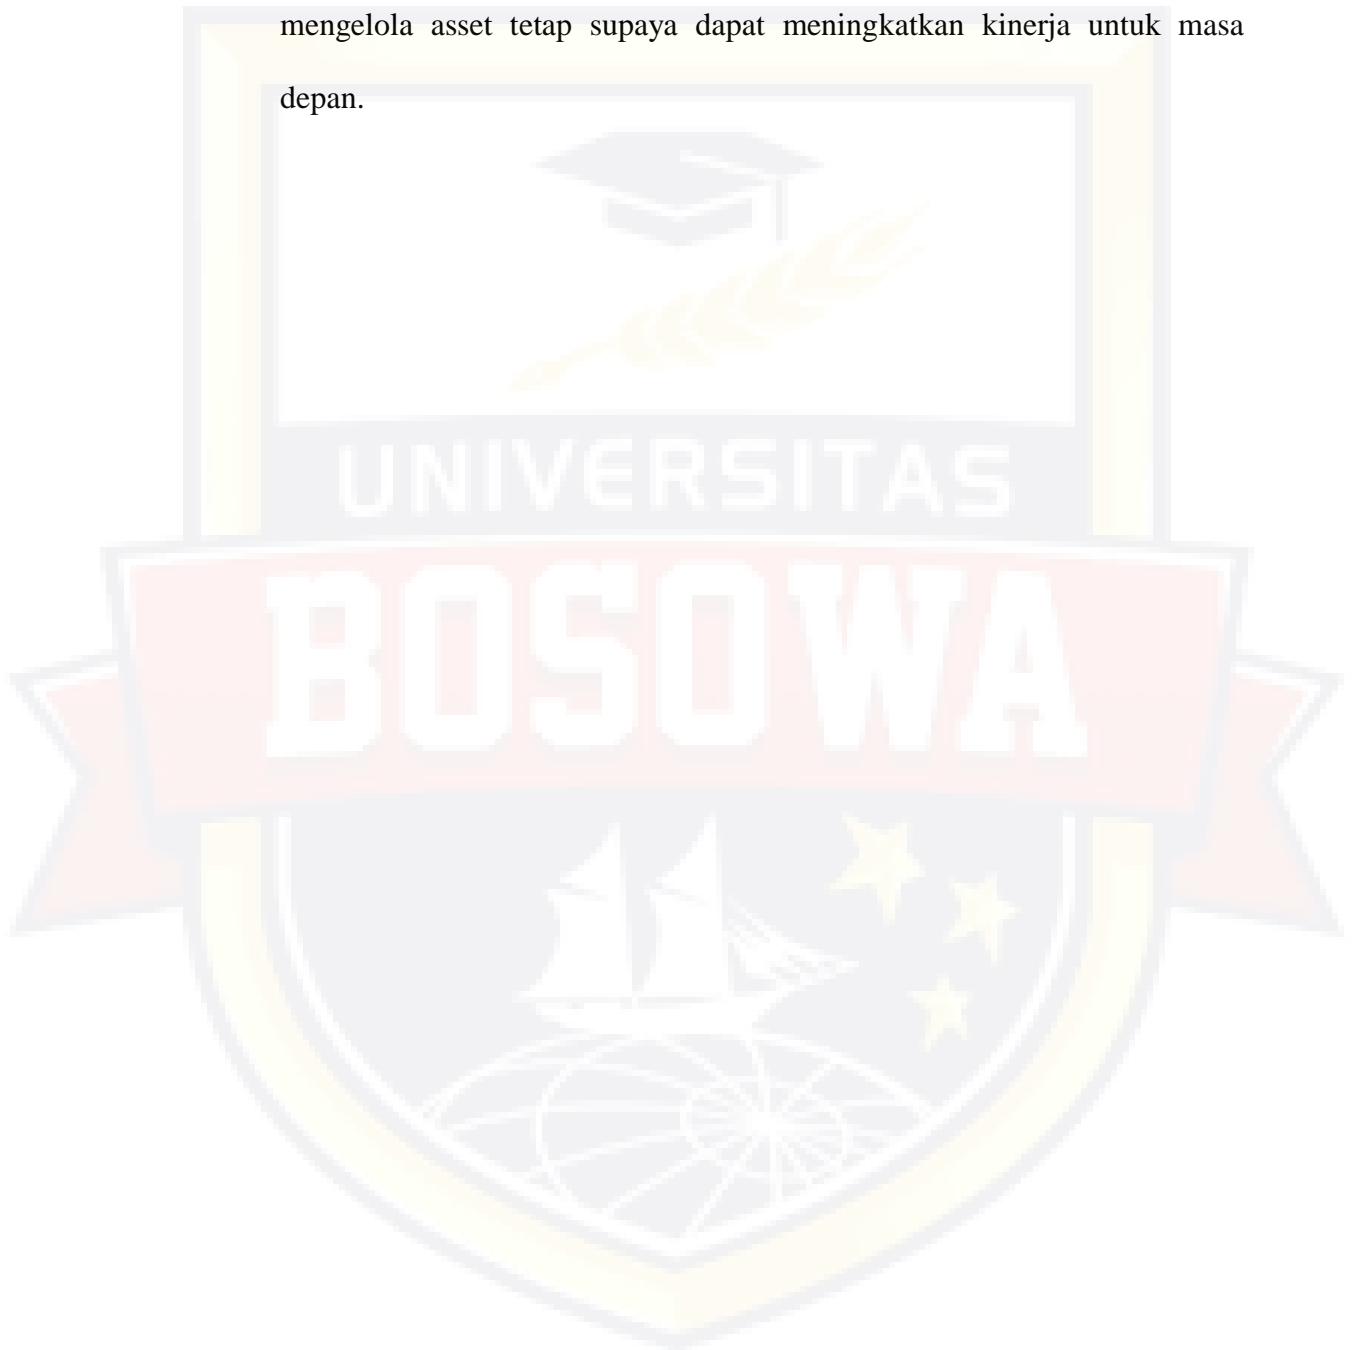 mengelola asset tetap supaya dapat meningkatkan kinerja untuk masa
depan.
UNIVERSITAS
BOSOWA